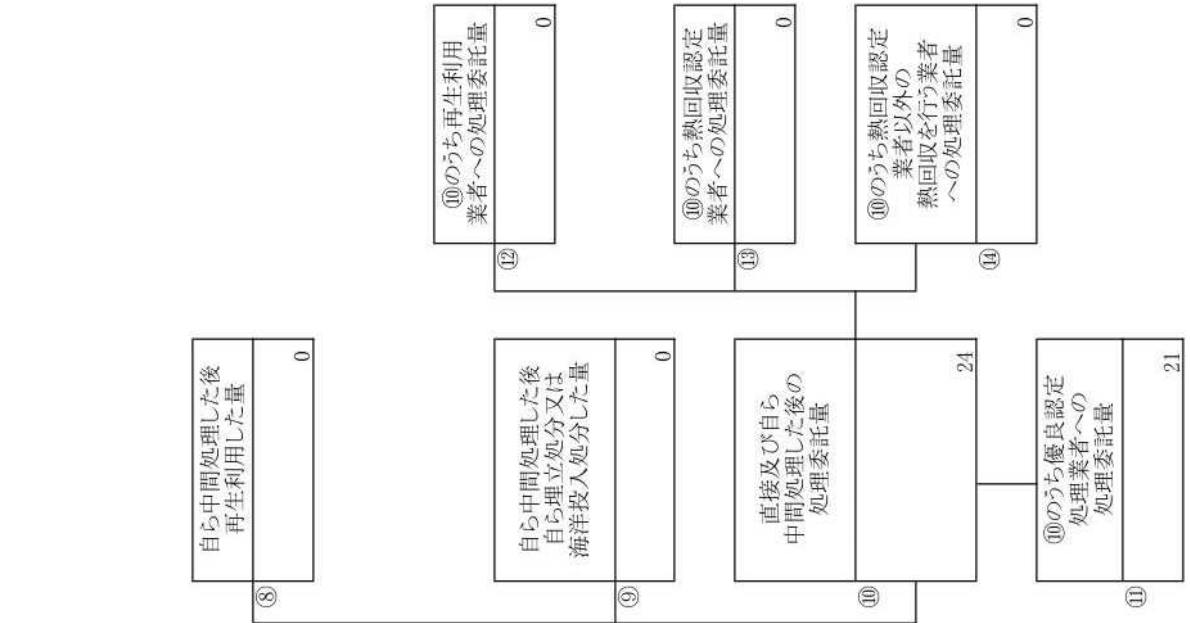 ⑧
自ら中間処理した後
再生利用した量
0
⑨
自ら中間処理した後
自ら埋立処分又は
海洋投入処分した量
0
⑩
直接及び自ら
中間処理した後の
処理委託量
24
⑪
⑩のうち優良認定
処理業者への
処理委託量
21
⑫
⑩のうち再生利用
業者への処理委託量
0
⑬
⑩のうち熱回収認定
業者への処理委託量
0
⑭
⑩のうち熱回収認定
業者以外の
熱回収を行う業者
への処理委託量
0